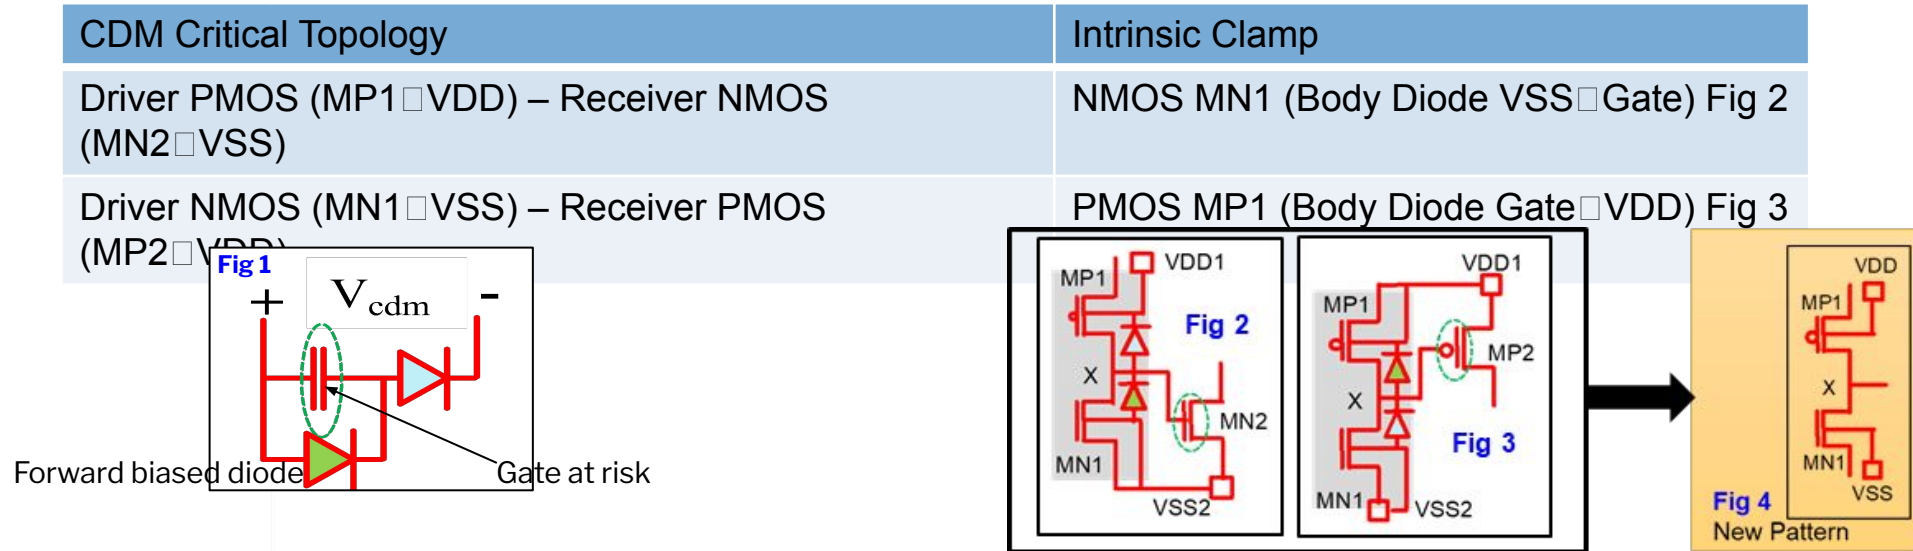 CDM Critical Topology
Intrinsic Clamp
Driver PMOS (MP1□VDD) – Receiver NMOS
(MN2□VSS)
NMOS MN1 (Body Diode VSS□Gate) Fig 2
Driver NMOS (MN1□VSS) – Receiver PMOS
(MP2□VDD)
PMOS MP1 (Body Diode Gate□VDD) Fig 3
Fig 1
+
Vcdm
-
Forward biased diode
Gate at risk
MP1
VDD1
Fig 2
X
MN2
MN1
VSS2
VDD1
MP1
MP2
X
Fig 3
MN1
VSS2
VDD
MP1
X
MN1
VSS
Fig 4
New Pattern